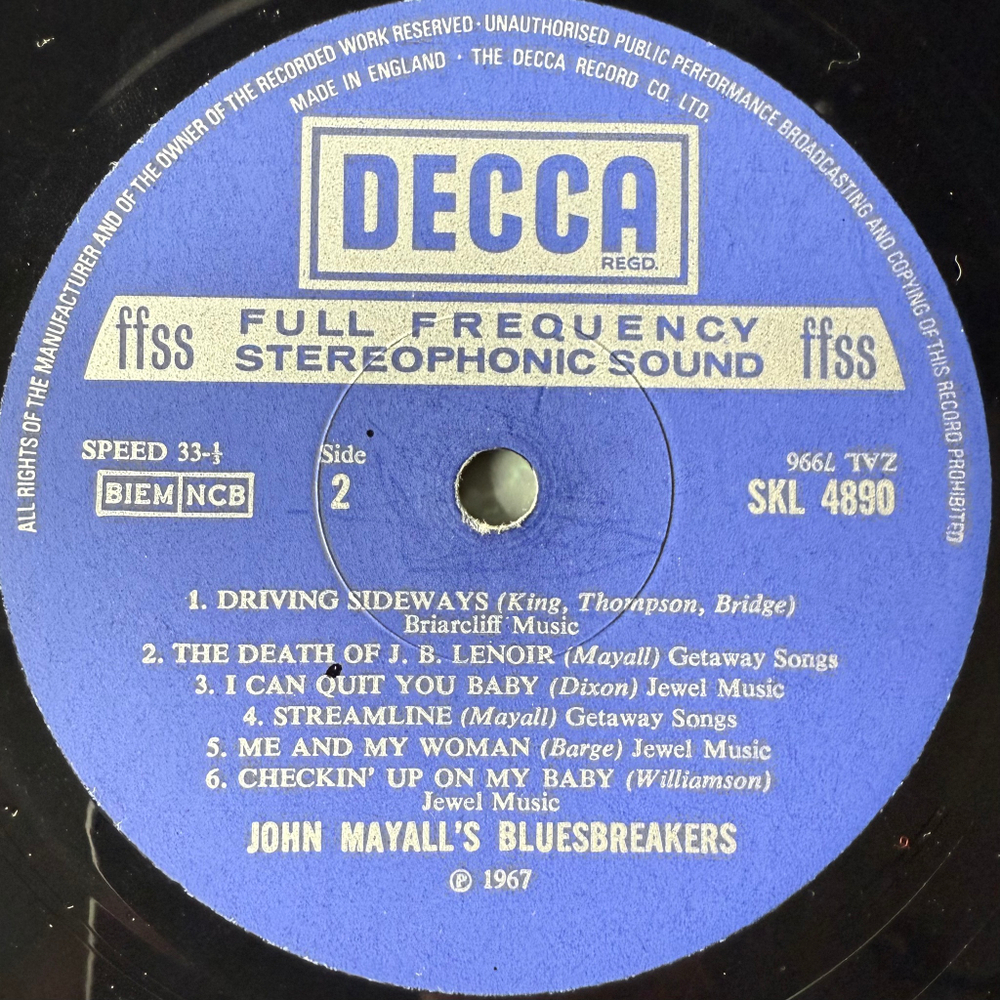 ALL RIGHTS OF THE MANUFACTURER AND OF THE OWNER OF THE RECORDED WORK RESERVED · UNAUTHORISED PUBLIC PERFORMANCE BROADCASTING AND COPYING OF THIS RECORD PROHIBITED
MADE IN ENGLAND · THE DECCA RECORD CO. LTD.
DECCA
REGD.
ffss FULL FREQUENCY ffss
STEREOPHONIC SOUND
SPEED 33-⅓
BIEM NCB
Side
2
ZAL 7996
SKL 4890
1. DRIVING SIDEWAYS (King, Thompson, Bridge)
Briarcliff Music
2. THE DEATH OF J. B. LENOIR (Mayall) Getaway Songs
3. I CAN QUIT YOU BABY (Dixon) Jewel Music
4. STREAMLINE (Mayall) Getaway Songs
5. ME AND MY WOMAN (Barge) Jewel Music
6. CHECKIN' UP ON MY BABY (Williamson)
Jewel Music
JOHN MAYALL'S BLUESBREAKERS
℗ 1967